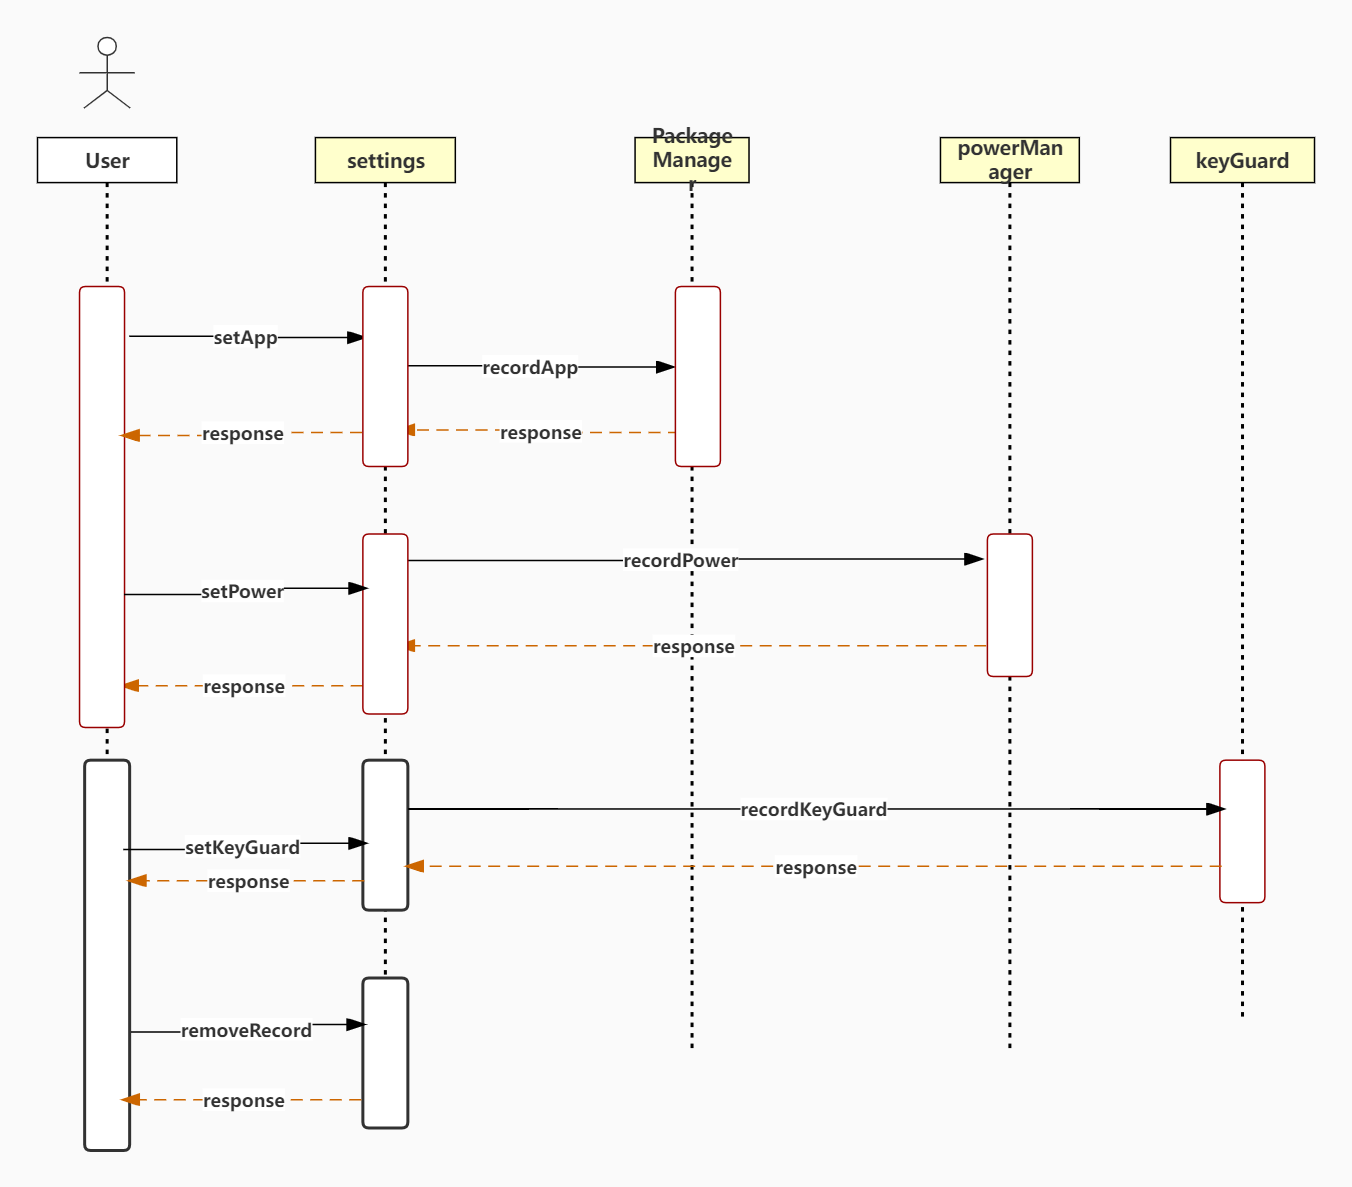 User
settings
Package
Manage
r
powerMan
ager
keyGuard
setApp
recordApp
response
response
recordPower
setPower
response
response
recordKeyGuard
setKeyGuard
response
response
removeRecord
response